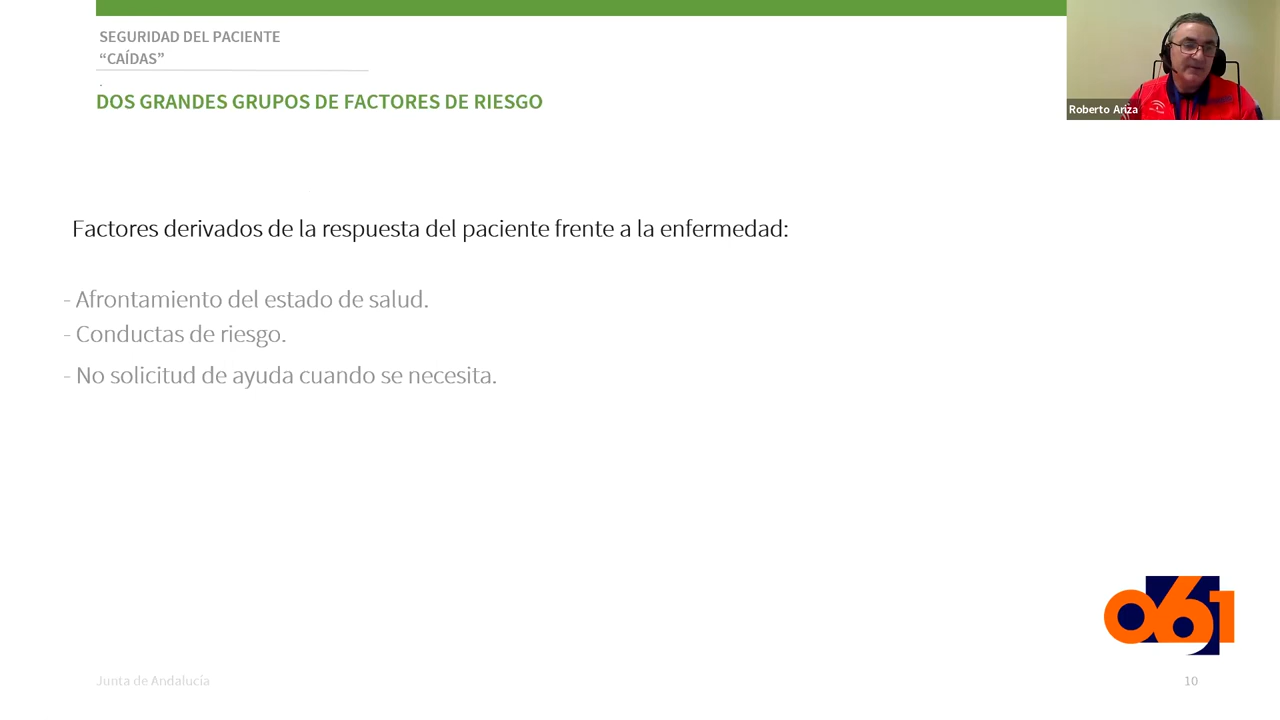 SEGURIDAD DEL PACIENTE
“CAÍDAS”
.
DOS GRANDES GRUPOS DE FACTORES DE RIESGO
Roberto Ariza
Factores derivados de la respuesta del paciente frente a la enfermedad:
- Afrontamiento del estado de salud.
- Conductas de riesgo.
- No solicitud de ayuda cuando se necesita.
061
Junta de Andalucía
10